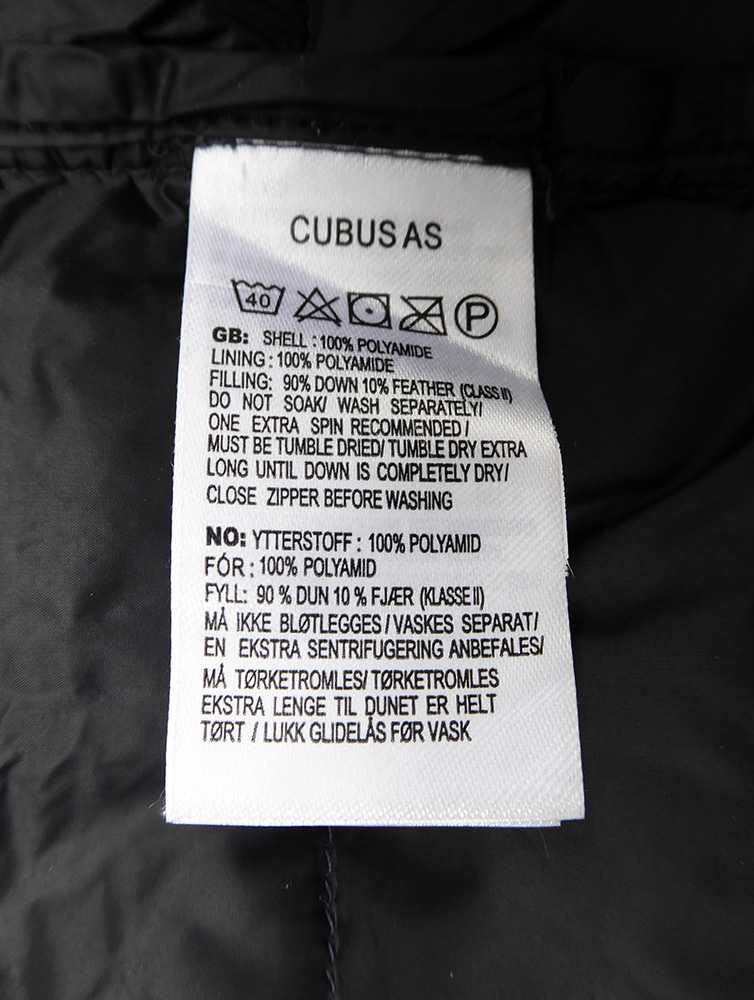 CUBUS AS
40 P
GB: SHELL : 100% POLYAMIDE
LINING : 100% POLYAMIDE
FILLING: 90% DOWN 10% FEATHER (CLASS II)
DO NOT SOAK/ WASH SEPARATELY/
ONE EXTRA SPIN RECOMMENDED /
MUST BE TUMBLE DRIED/ TUMBLE DRY EXTRA
LONG UNTIL DOWN IS COMPLETELY DRY/
CLOSE ZIPPER BEFORE WASHING
NO: YTTERSTOFF : 100% POLYAMID
FÓR : 100% POLYAMID
FYLL: 90 % DUN 10 % FJÆR (KLASSE II)
MÅ IKKE BLØTLEGGES / VASKES SEPARAT/
EN EKSTRA SENTRIFUGERING ANBEFALES/
MÅ TØRKETROMLES/ TØRKETROMLES
EKSTRA LENGE TIL DUNET ER HELT
TØRT / LUKK GLIDELÅS FØR VASK